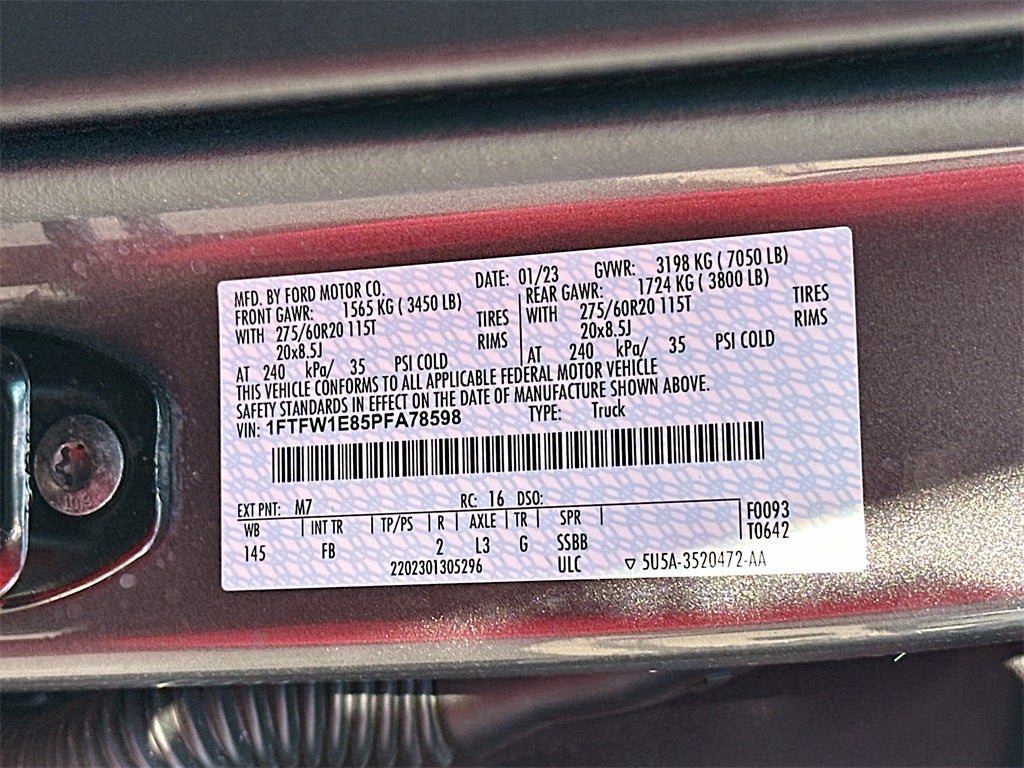 MFD. BY FORD MOTOR CO. DATE: 01/23 GVWR: 3198 KG ( 7050 LB)
FRONT GAWR: 1565 KG ( 3450 LB) REAR GAWR: 1724 KG ( 3800 LB)
WITH 275/60R20 115T TIRES WITH 275/60R20 115T TIRES
20x8.5J RIMS 20x8.5J RIMS
AT 240 kPa/ 35 PSI COLD AT 240 kPa/ 35 PSI COLD
THIS VEHICLE CONFORMS TO ALL APPLICABLE FEDERAL MOTOR VEHICLE
SAFETY STANDARDS IN EFFECT ON THE DATE OF MANUFACTURE SHOWN ABOVE.
VIN: 1FTFW1E85PFA78598 TYPE: Truck
EXT PNT: M7 RC: 16 DSO: F0093
WB INT TR TP/PS R AXLE TR SPR T0642
145 FB 2 L3 G SSBB
2202301305296 ULC ▽ 5U5A-3520472-AA